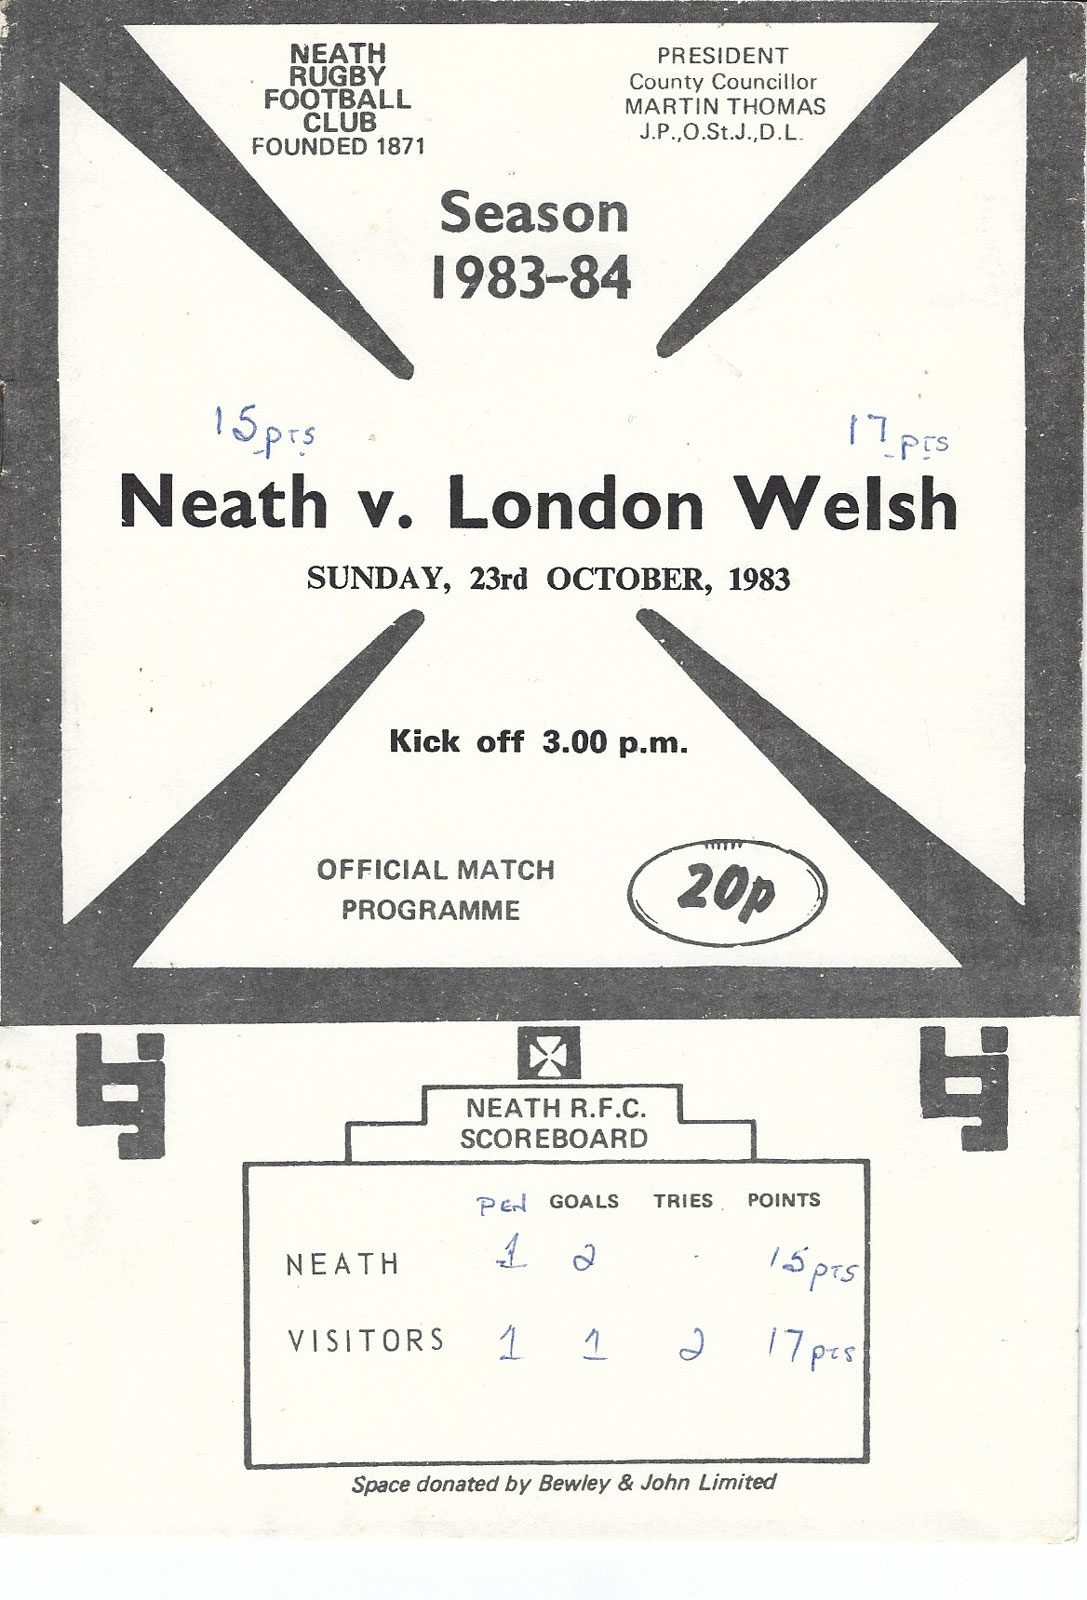 NEATH
RUGBY
FOOTBALL
CLUB
FOUNDED 1871
PRESIDENT
County Councillor
MARTIN THOMAS
J.P.,O.St.J.,D.L.
Season
1983-84
15pts
17pts
Neath v. London Welsh
SUNDAY, 23rd OCTOBER, 1983
Kick off 3.00 p.m.
OFFICIAL MATCH
PROGRAMME
20p
NEATH R.F.C.
SCOREBOARD
PEN GOALS TRIES POINTS
NEATH 1 2 - 15pts
VISITORS 1 1 2 17pts
Space donated by Bewley & John Limited